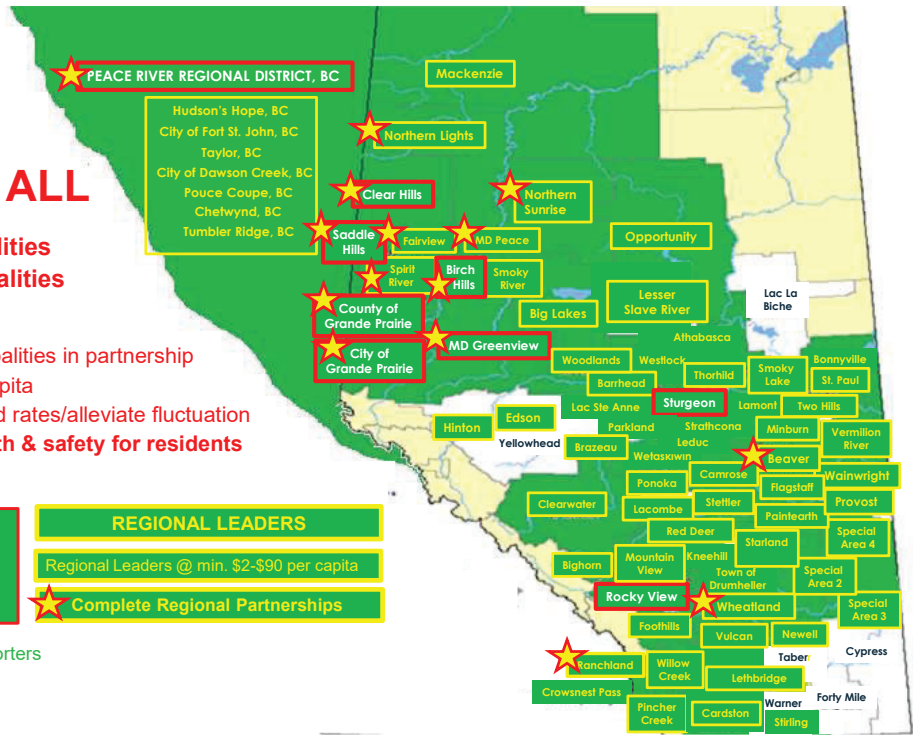 PEACE RIVER REGIONAL DISTRICT, BC
Mackenzie
Hudson's Hope, BC
City of Fort St. John, BC
Taylor, BC
City of Dawson Creek, BC
Pouce Coupe, BC
Chetwynd, BC
Tumbler Ridge, BC
Northern Lights
ALL
Clear Hills
Northern
Sunrise
lities
alities
Saddle
Hills
Fairview
MD Peace
Opportunity
Spirit
River
Birch
Hills
Smoky
River
Lac La
Biche
County of
Grande Prairie
Big Lakes
Lesser
Slave River
City of
Grande Prairie
MD Greenview
Athabasca
alities in partnership
pita
d rates/alleviate fluctuation
th & safety for residents
Woodlands
Westlock
Thorhild
Smoky
Lake
Bonnyville
St. Paul
Barrhead
Lac Ste Anne
Sturgeon
Lamont
Two Hills
Hinton
Edson
Yellowhead
Parkland
Strathcona
Minburn
Vermilion
River
Leduc
Brazeau
Wetaskiwin
Beaver
Ponoka
Camrose
Flagstaff
Wainwright
Clearwater
Lacombe
Stettler
Paintearth
Provost
REGIONAL LEADERS
Regional Leaders @ min. $2-$90 per capita
Complete Regional Partnerships
Red Deer
Starland
Special
Area 4
Bighorn
Mountain
View
Kneehill
Town of
Drumheller
Special
Area 2
Rocky View
Wheatland
Special
Area 3
Foothills
Vulcan
Newell
orters
Ranchland
Willow
Creek
Taber
Cypress
Lethbridge
Crowsnest Pass
Warner
Forty Mile
Pincher
Creek
Cardston
Stirling